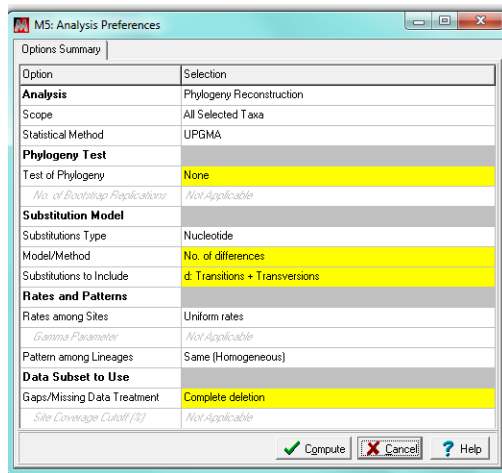 M5: Analysis Preferences
Options Summary
Option Selection
Analysis Phylogeny Reconstruction
Scope All Selected Taxa
Statistical Method UPGMA
Phylogeny Test
Test of Phylogeny None
No. of Bootstrap Replications Not Applicable
Substitution Model
Substitutions Type Nucleotide
Model/Method No. of differences
Substitutions to Include d: Transitions + Transversions
Rates and Patterns
Rates among Sites Uniform rates
Gamma Parameter Not Applicable
Pattern among Lineages Same (Homogeneous)
Data Subset to Use
Gaps/Missing Data Treatment Complete deletion
Site Coverage Cutoff (%) Not Applicable
Compute Cancel Help